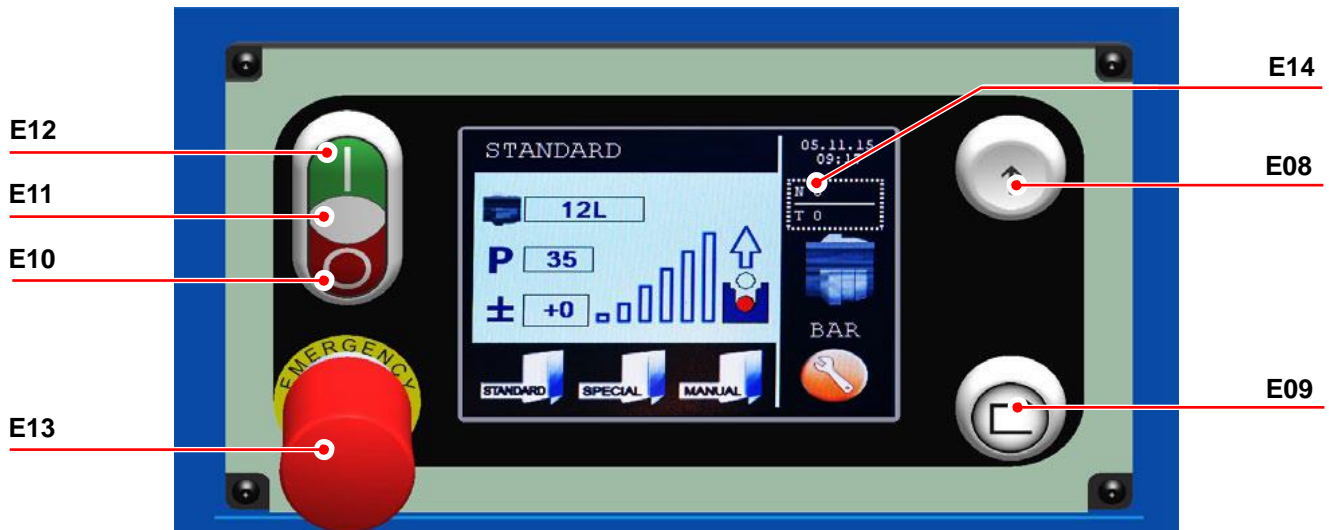 E14
E12
E11
E10
E13
E08
E09
STANDARD
05.11.15
12L
P 35
± +0
N
T 0
BAR
STANDARD SPECIAL MANUAL
EMERGENCY